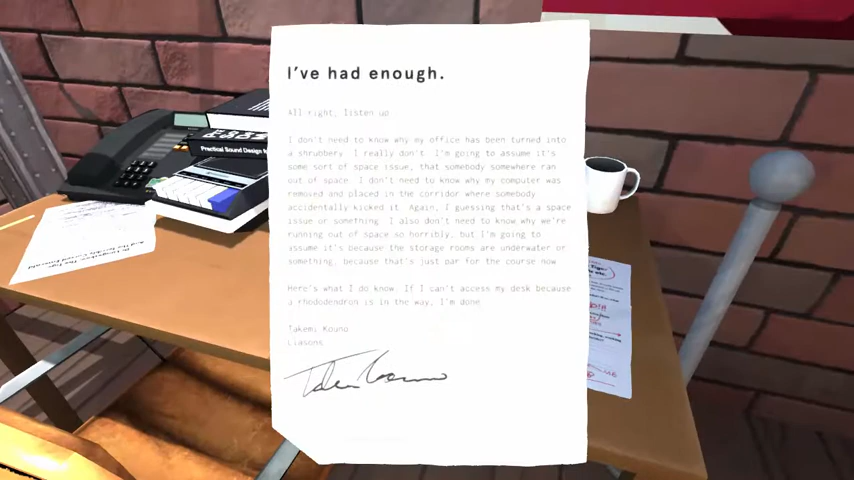 I've had enough.
All right, listen up
I don't need to know why my office has been turned into
a shrubbery. I really don't. I'm going to assume it's
some sort of space issue, that somebody somewhere ran
out of space. I don't need to know why my computer was
removed and placed in the corridor where somebody
accidentally kicked it. Again, I guessing that's a space
issue or something. I also don't need to know why we're
running out of space so horribly, but I'm going to
assume it's because the storage rooms are underwater or
something, because that's just par for the course now
Here's what I do know. If I can't access my desk because
a rhododendron is in the way, I'm done.
Takemi Kouno
Liasons
Practical Sound Design